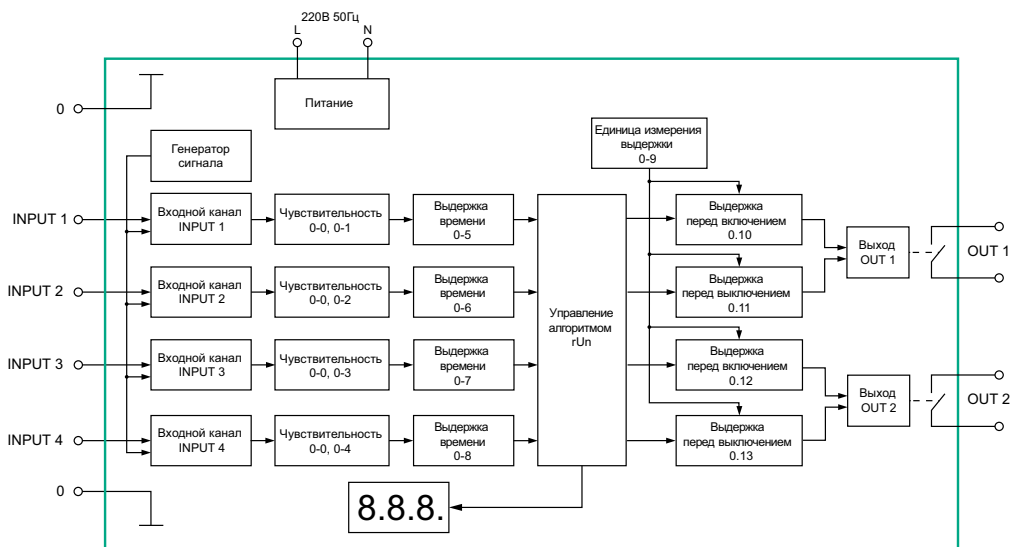 220В 50Гц
L N
Питание
0
Генератор
сигнала
Единица измерения
выдержки
0-9
INPUT 1
Входной канал
INPUT 1
Чувствительность
0-0, 0-1
Выдержка
времени
0-5
Выдержка
перед включением
0.10
Выход
OUT 1
OUT 1
INPUT 2
Входной канал
INPUT 2
Чувствительность
0-0, 0-2
Выдержка
времени
0-6
Управление
алгоритмом
rUn
Выдержка
перед выключением
0.11
INPUT 3
Входной канал
INPUT 3
Чувствительность
0-0, 0-3
Выдержка
времени
0-7
Выдержка
перед включением
0.12
Выход
OUT 2
OUT 2
INPUT 4
Входной канал
INPUT 4
Чувствительность
0-0, 0-4
Выдержка
времени
0-8
Выдержка
перед выключением
0.13
0
8.8.8.